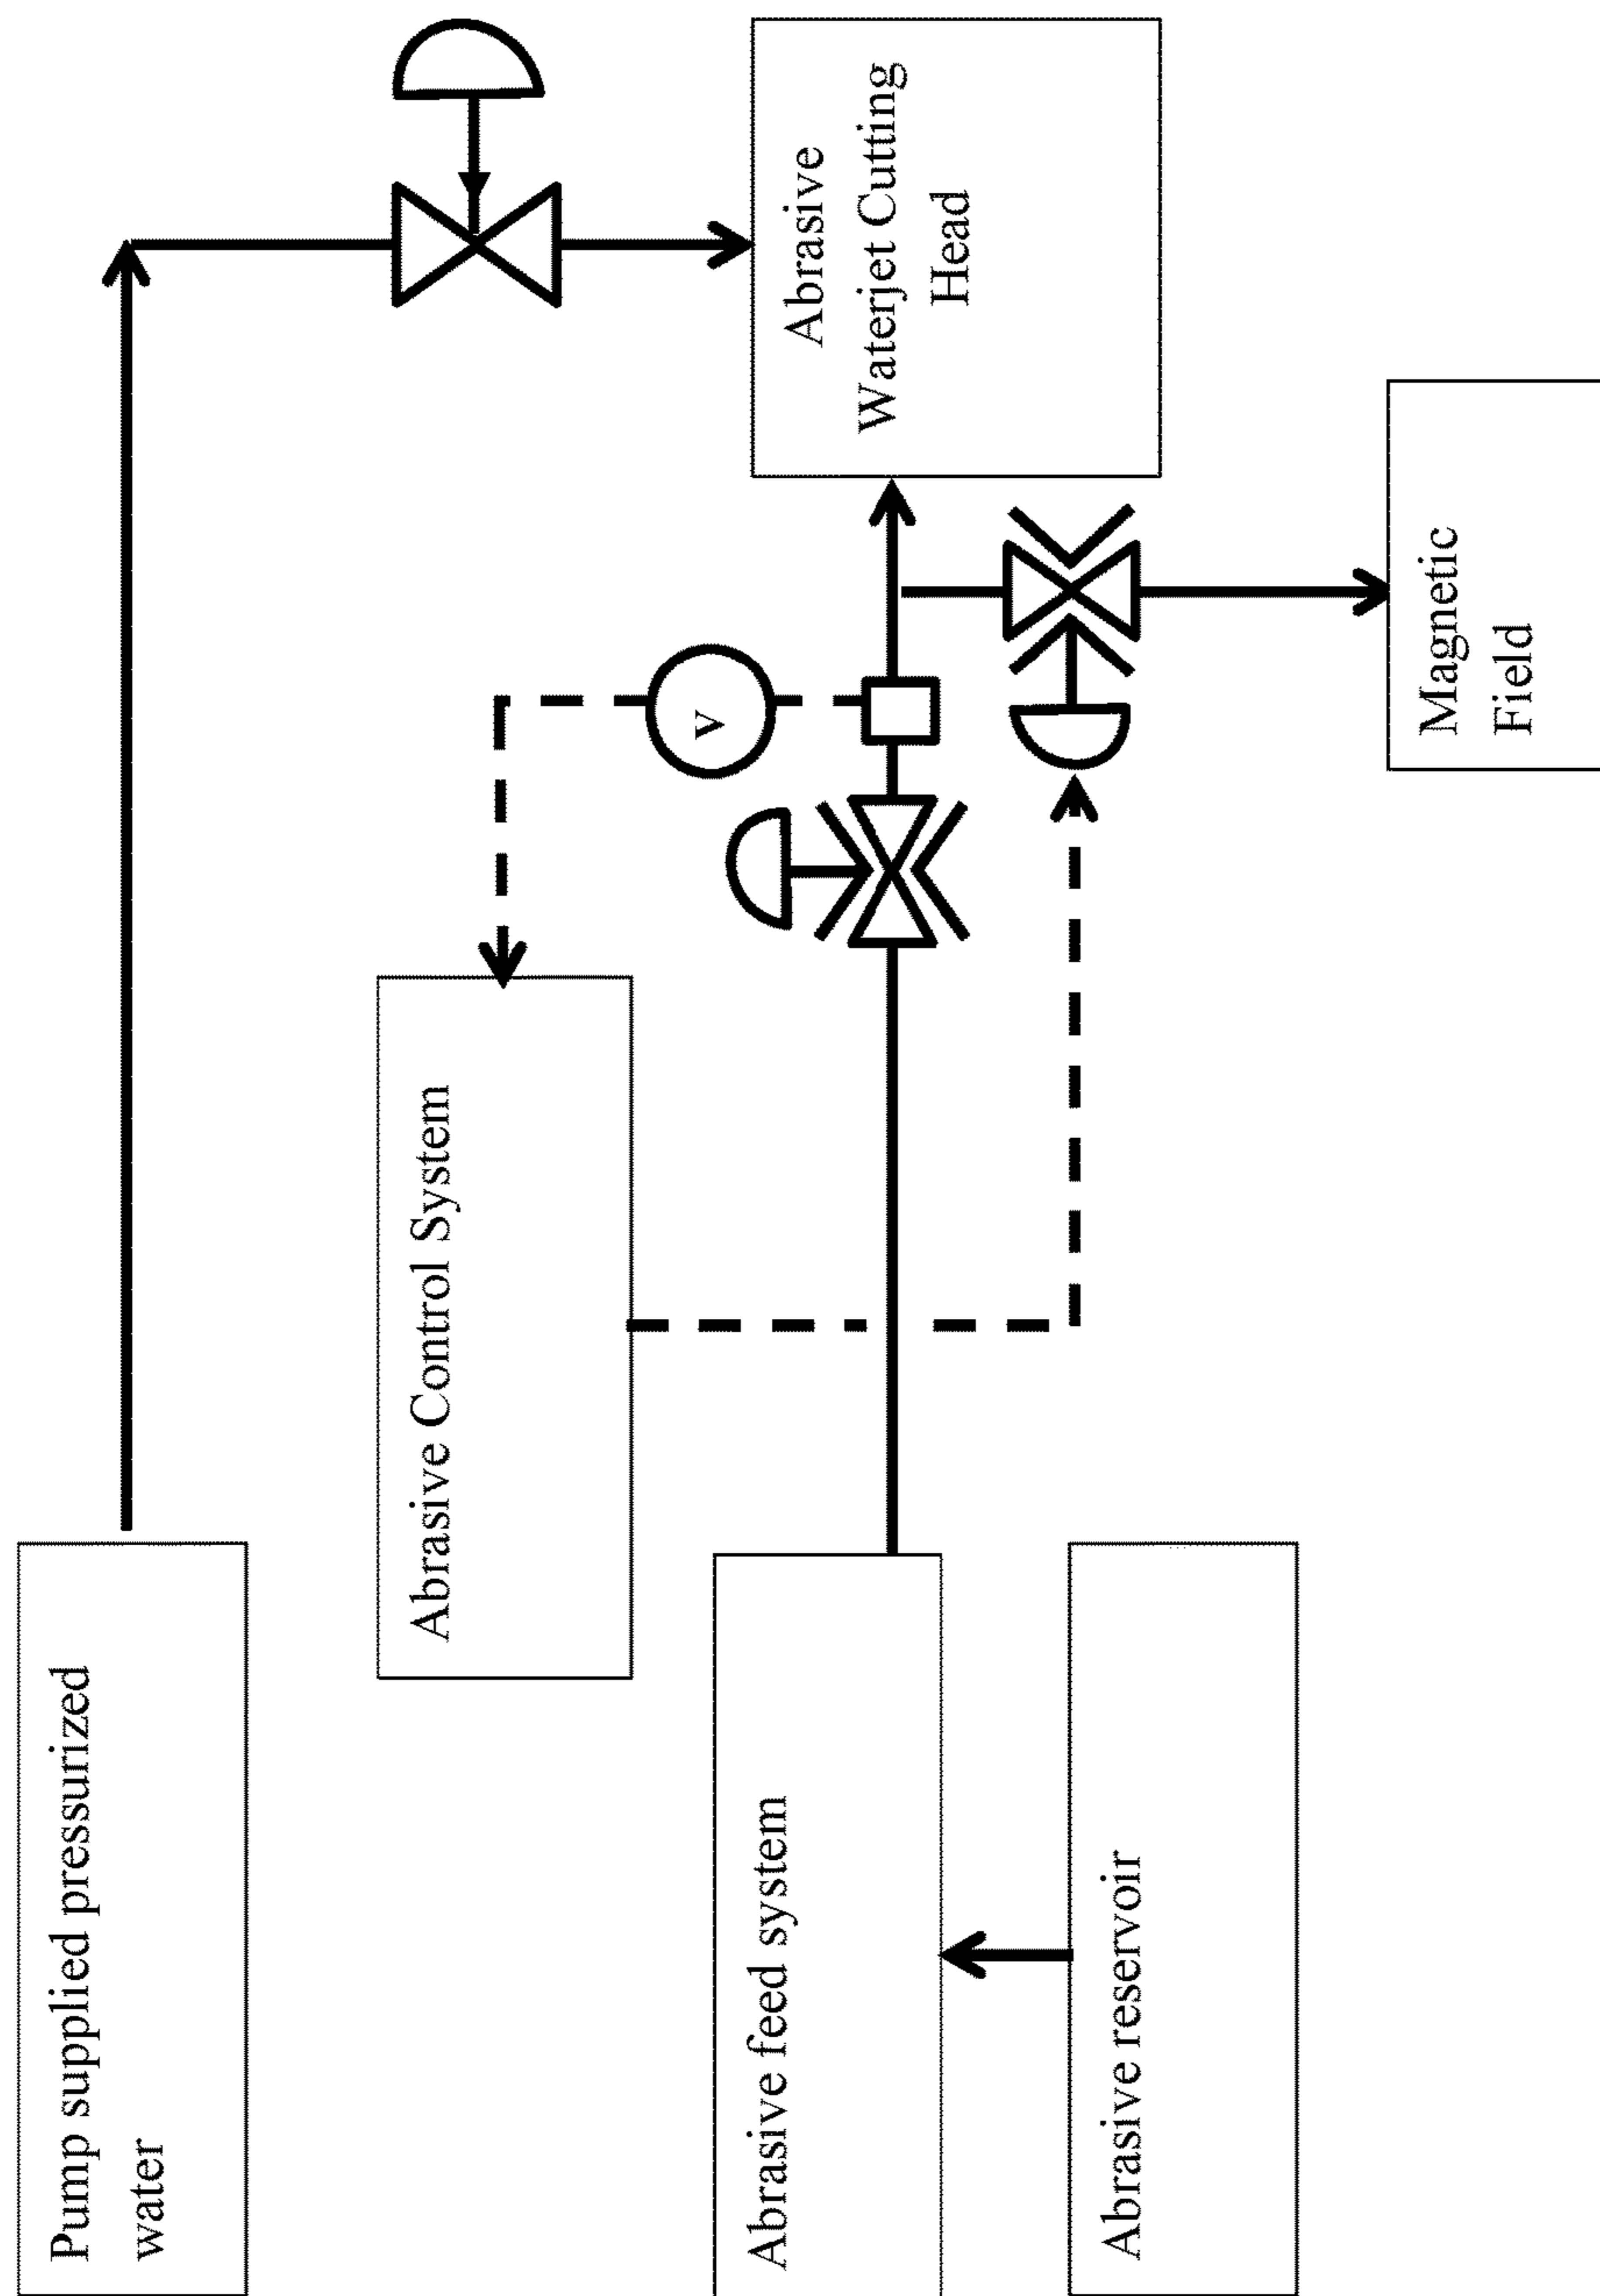 Pump supplied pressurized
water
Abrasive Control System
Abrasive feed system
Abrasive reservoir
v
Abrasive
Waterjet Cutting
Head
Magnetic
Field